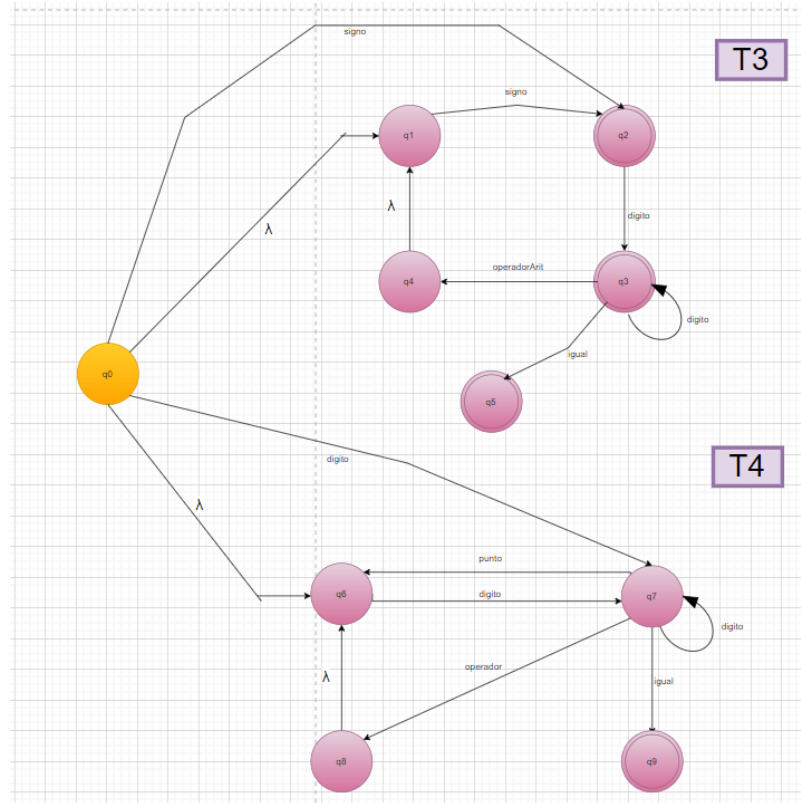 signo
T3
signo
q1
q2
λ
digito
λ
operadorArit
q4
q3
digito
igual
q0
q5
digito
T4
λ
punto
q6
digito
q7
digito
operador
λ
igual
q8
q9